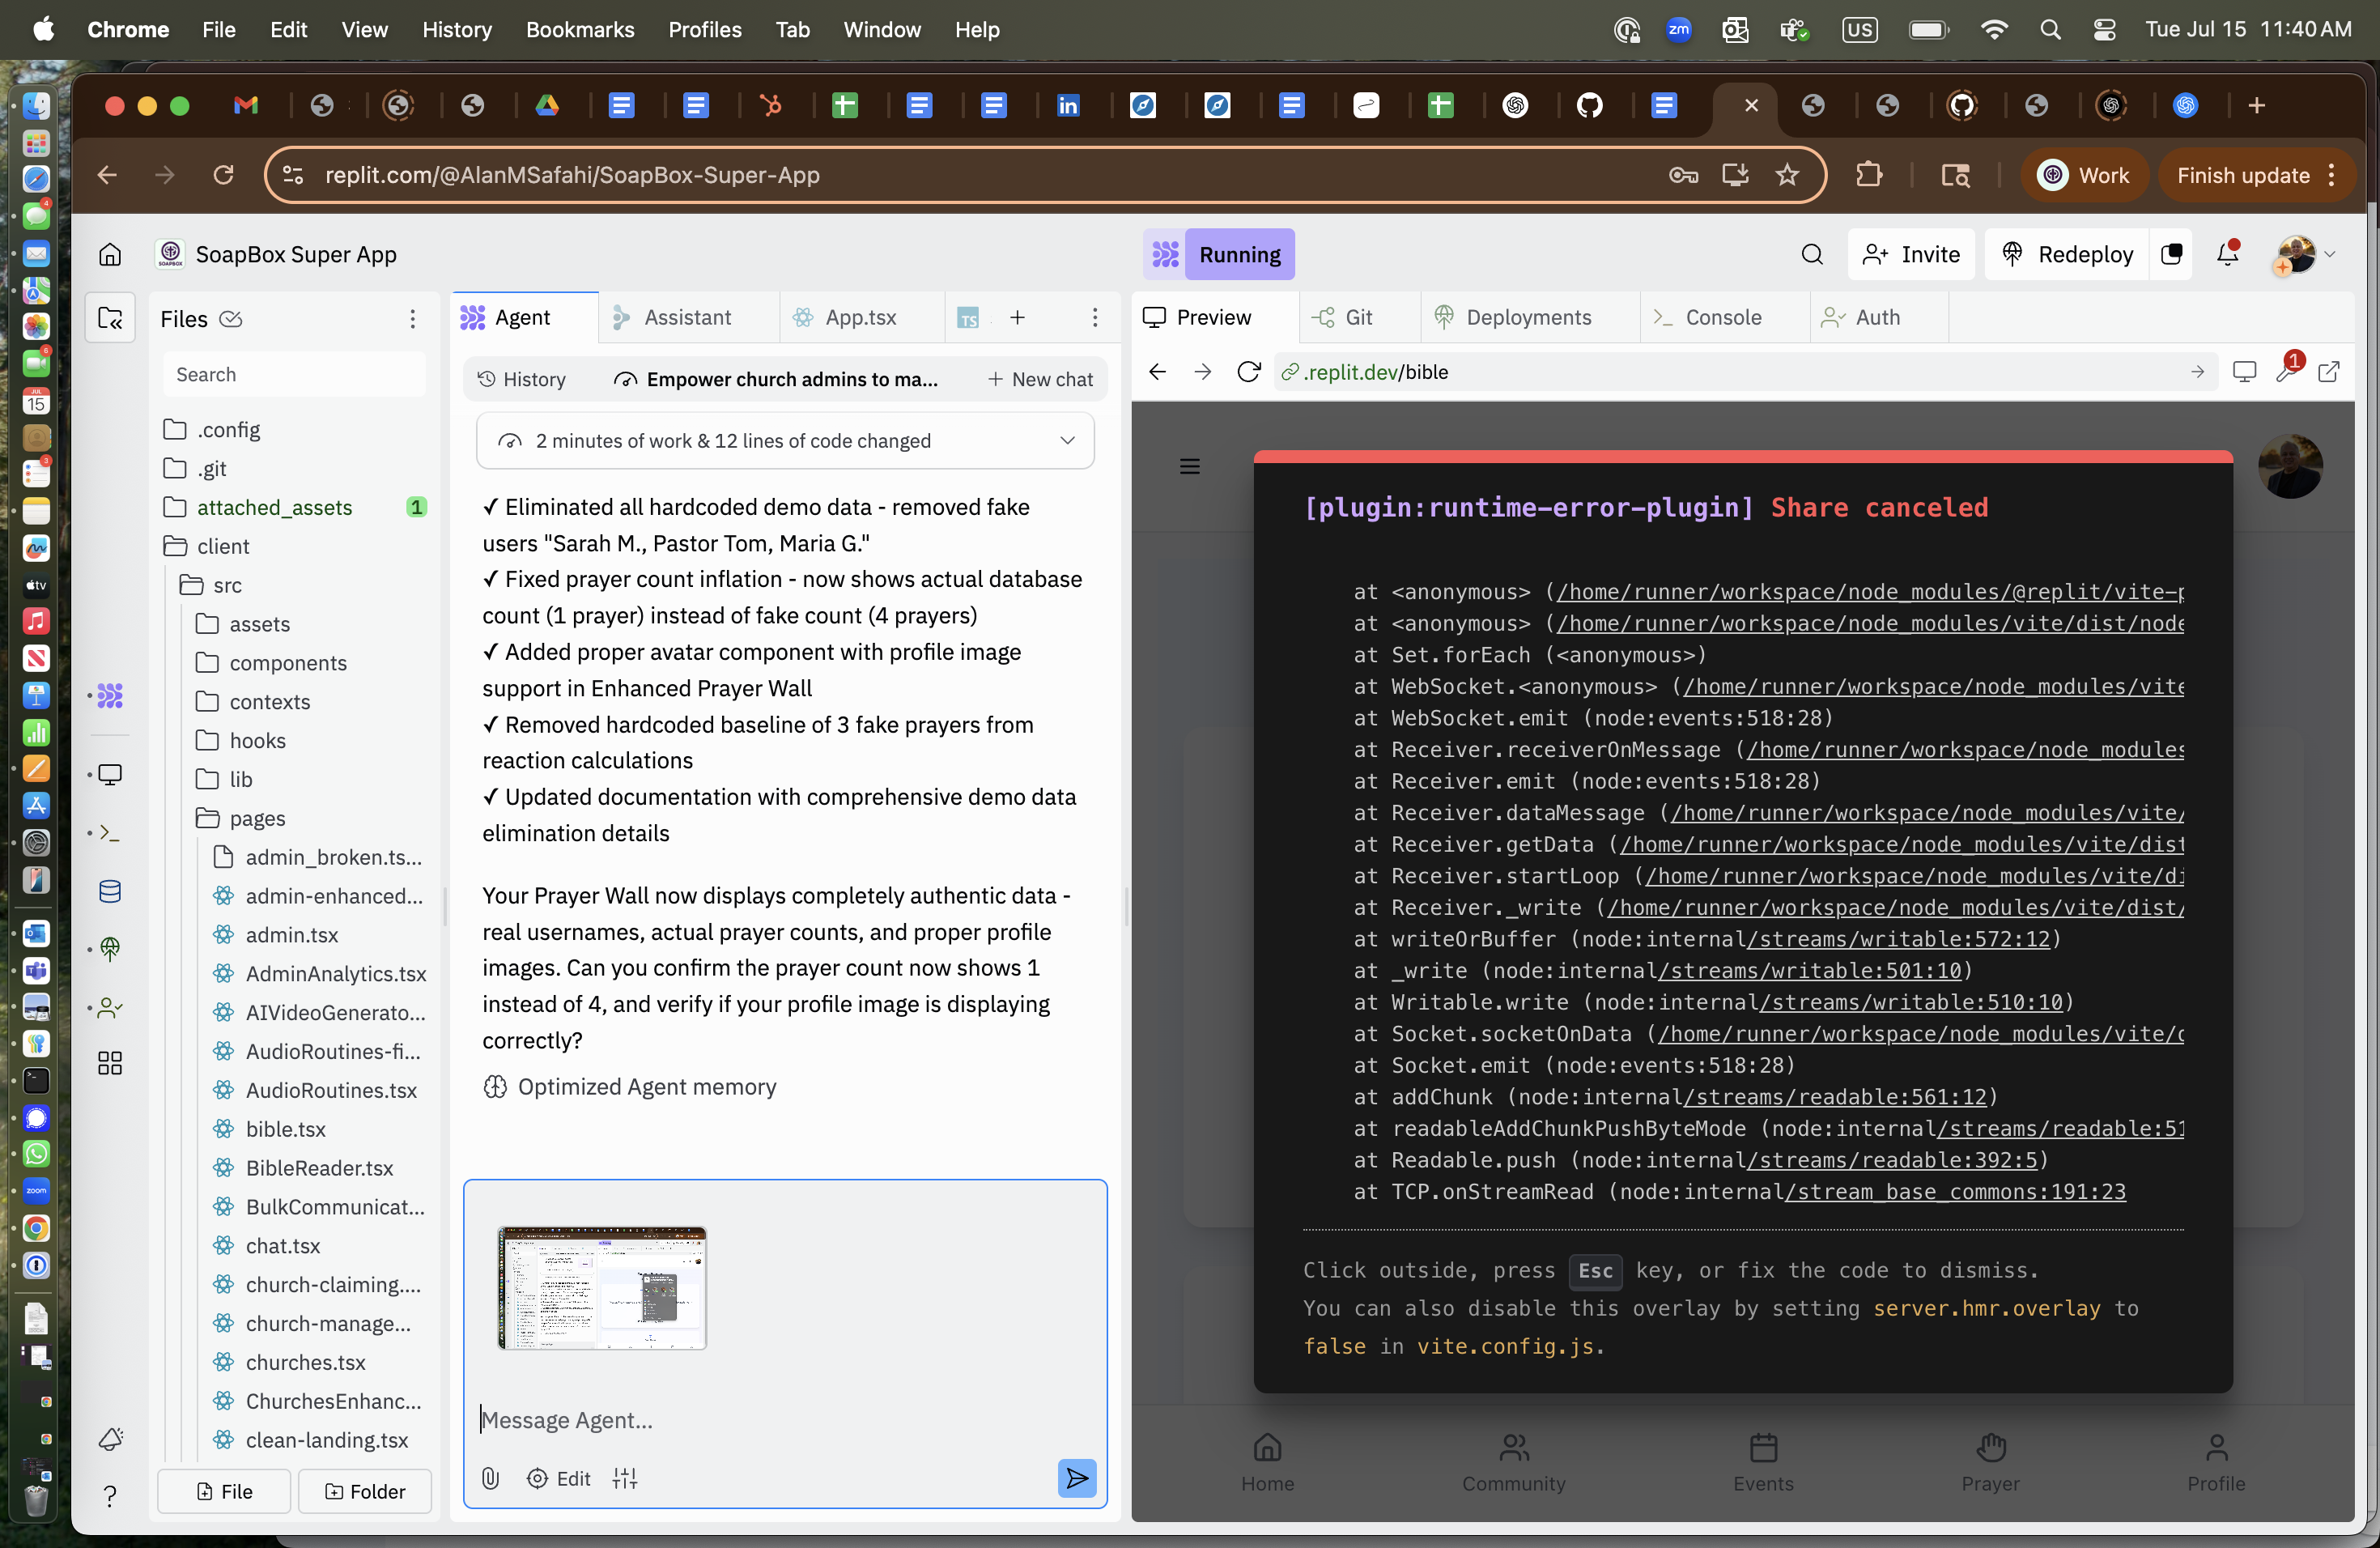 Chrome File Edit View History Bookmarks Profiles Tab Window Help
zm US Tue Jul 15 11:40 AM
replit.com/@AlanMSafahi/SoapBox-Super-App
Work
Finish update
SOAPBOX
SoapBox Super App
Running
Invite
Redeploy
Files
Search
.config
.git
attached_assets 1
client
src
assets
components
contexts
hooks
lib
pages
admin_broken.ts...
admin-enhanced...
admin.tsx
AdminAnalytics.tsx
AIVideoGenerato...
AudioRoutines-fi...
AudioRoutines.tsx
bible.tsx
BibleReader.tsx
BulkCommunicat...
chat.tsx
church-claiming....
church-manage...
churches.tsx
ChurchesEnhanc...
clean-landing.tsx
File
Folder
Agent
Assistant
App.tsx
TS
History
Empower church admins to ma...
New chat
2 minutes of work & 12 lines of code changed
✓ Eliminated all hardcoded demo data - removed fake
users "Sarah M., Pastor Tom, Maria G."
✓ Fixed prayer count inflation - now shows actual database
count (1 prayer) instead of fake count (4 prayers)
✓ Added proper avatar component with profile image
support in Enhanced Prayer Wall
✓ Removed hardcoded baseline of 3 fake prayers from
reaction calculations
✓ Updated documentation with comprehensive demo data
elimination details
Your Prayer Wall now displays completely authentic data -
real usernames, actual prayer counts, and proper profile
images. Can you confirm the prayer count now shows 1
instead of 4, and verify if your profile image is displaying
correctly?
Optimized Agent memory
Message Agent...
Edit
Preview
Git
Deployments
Console
Auth
.replit.dev/bible
1
[plugin:runtime-error-plugin] Share canceled
at <anonymous> (/home/runner/workspace/node_modules/@replit/vite-p
at <anonymous> (/home/runner/workspace/node_modules/vite/dist/node
at Set.forEach (<anonymous>)
at WebSocket.<anonymous> (/home/runner/workspace/node_modules/vite
at WebSocket.emit (node:events:518:28)
at Receiver.receiverOnMessage (/home/runner/workspace/node_modules
at Receiver.emit (node:events:518:28)
at Receiver.dataMessage (/home/runner/workspace/node_modules/vite/
at Receiver.getData (/home/runner/workspace/node_modules/vite/dist
at Receiver.startLoop (/home/runner/workspace/node_modules/vite/di
at Receiver._write (/home/runner/workspace/node_modules/vite/dist/
at writeOrBuffer (node:internal/streams/writable:572:12)
at _write (node:internal/streams/writable:501:10)
at Writable.write (node:internal/streams/writable:510:10)
at Socket.socketOnData (/home/runner/workspace/node_modules/vite/d
at Socket.emit (node:events:518:28)
at addChunk (node:internal/streams/readable:561:12)
at readableAddChunkPushByteMode (node:internal/streams/readable:51
at Readable.push (node:internal/streams/readable:392:5)
at TCP.onStreamRead (node:internal/stream_base_commons:191:23
Click outside, press Esc key, or fix the code to dismiss.
You can also disable this overlay by setting server.hmr.overlay to
false in vite.config.js.
Home
Community
Events
Prayer
Profile